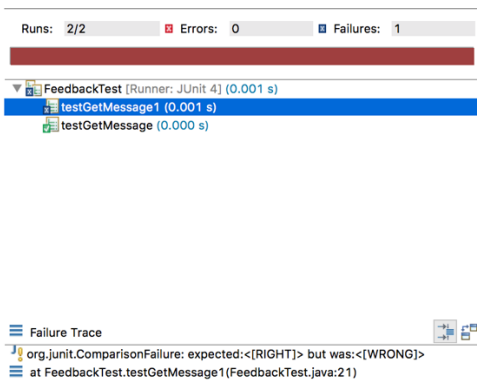 Runs: 2/2 Errors: 0 Failures: 1
FeedbackTest [Runner: JUnit 4] (0.001 s)
testGetMessage1 (0.001 s)
testGetMessage (0.000 s)
Failure Trace
org.junit.ComparisonFailure: expected:<[RIGHT]> but was:<[WRONG]>
at FeedbackTest.testGetMessage1(FeedbackTest.java:21)